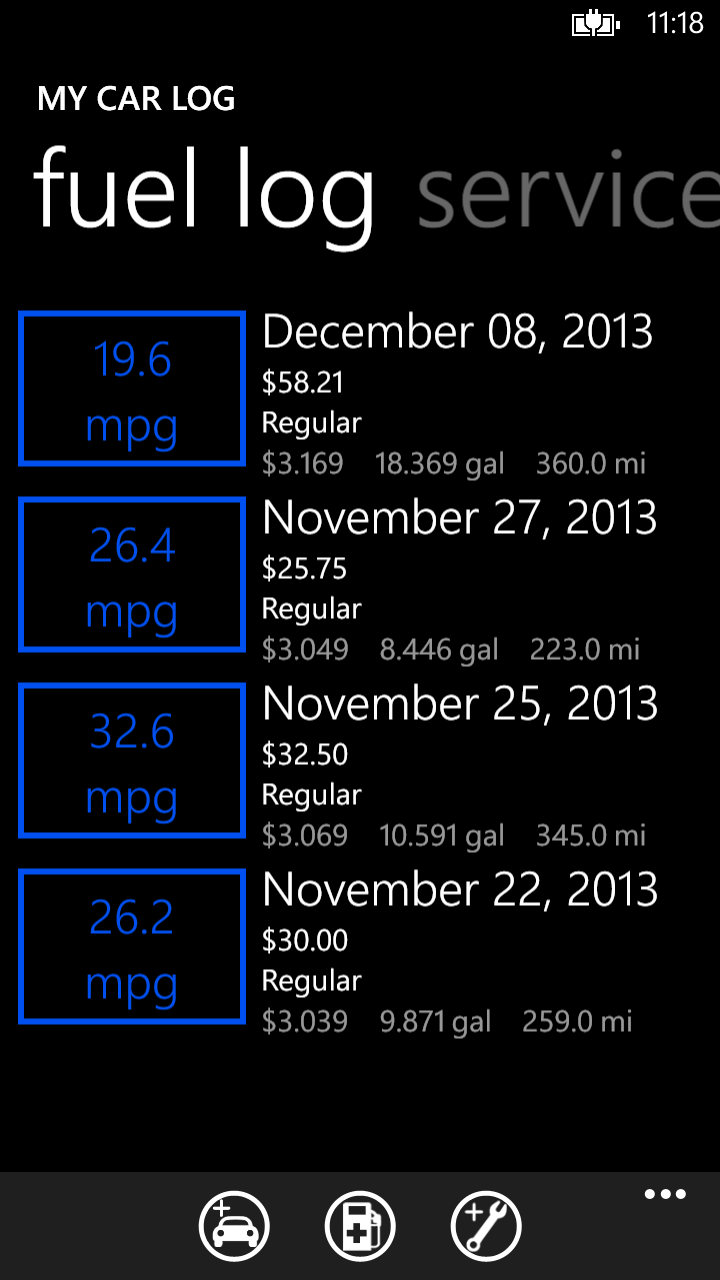 11:18
MY CAR LOG
fuel log service
19.6
mpg
December 08, 2013
$58.21
Regular
$3.169 18.369 gal 360.0 mi
26.4
mpg
November 27, 2013
$25.75
Regular
$3.049 8.446 gal 223.0 mi
32.6
mpg
November 25, 2013
$32.50
Regular
$3.069 10.591 gal 345.0 mi
26.2
mpg
November 22, 2013
$30.00
Regular
$3.039 9.871 gal 259.0 mi